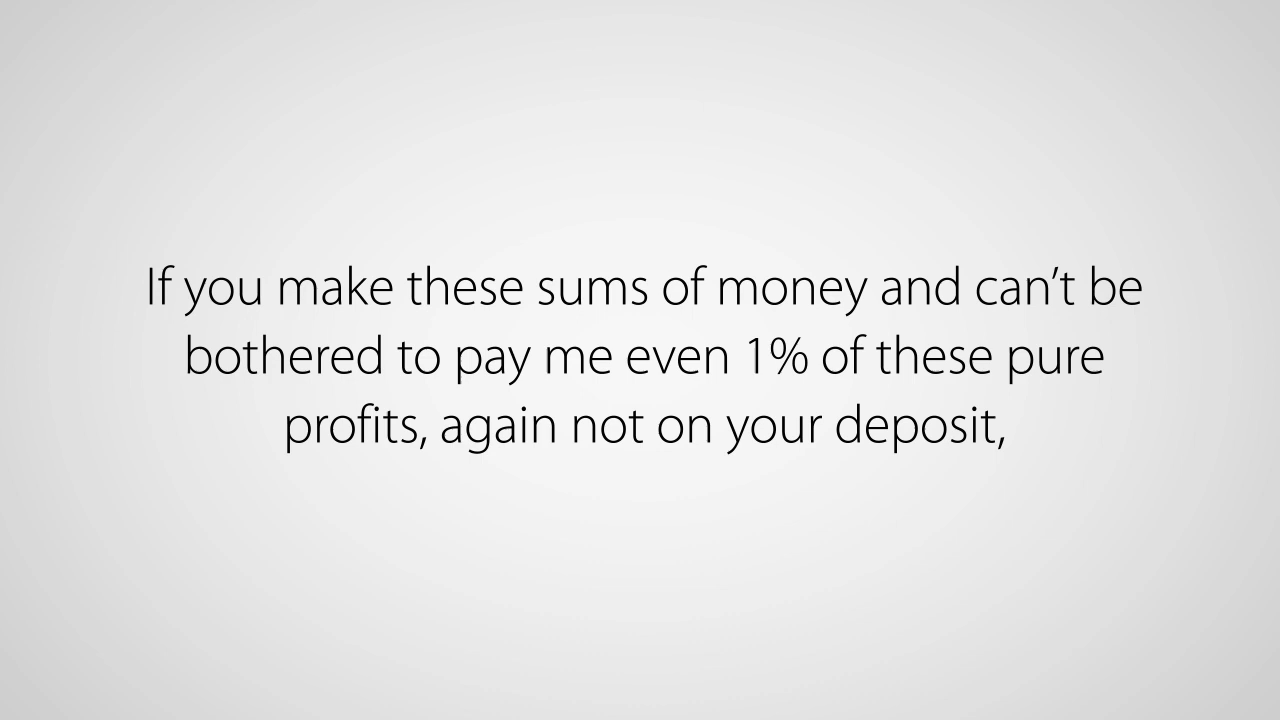 If you make these sums of money and can’t be
bothered to pay me even 1% of these pure
profits, again not on your deposit,